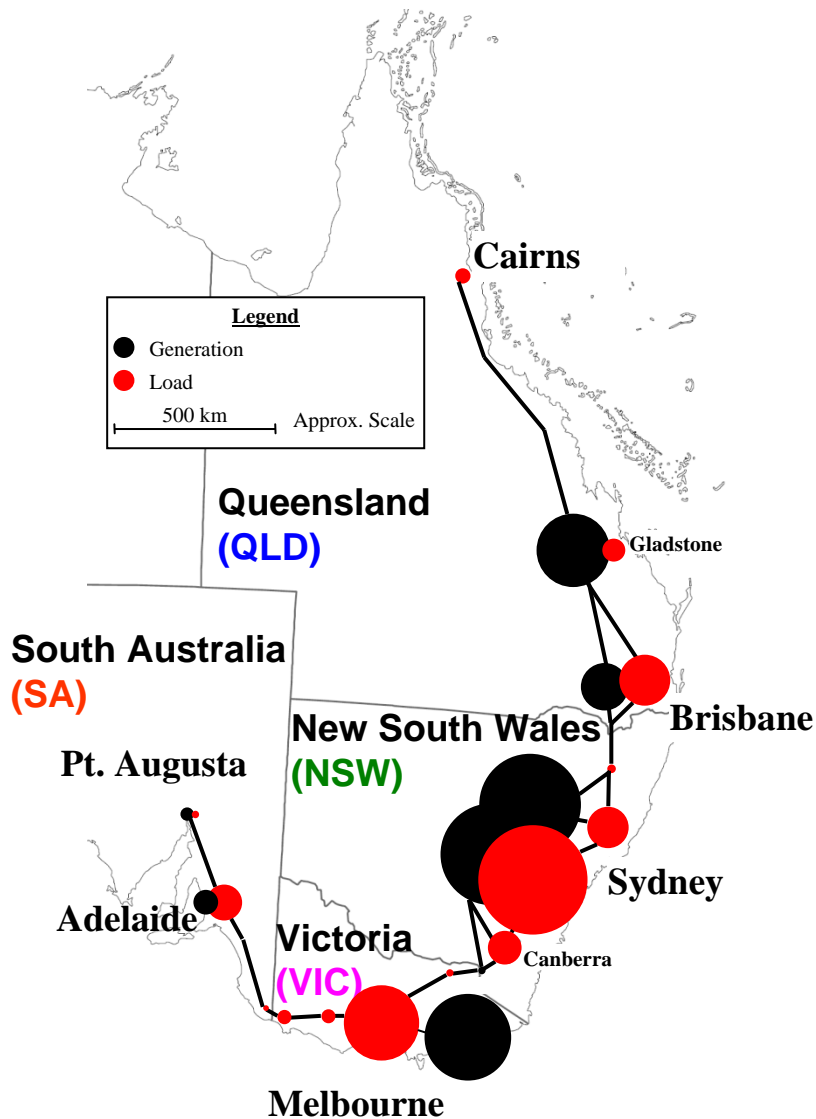 Cairns
Legend
Generation
Load
500 km
Approx. Scale
Queensland
(QLD)
Gladstone
South Australia
(SA)
Brisbane
New South Wales
(NSW)
Pt. Augusta
Sydney
Adelaide
Victoria
(VIC)
Canberra
Melbourne